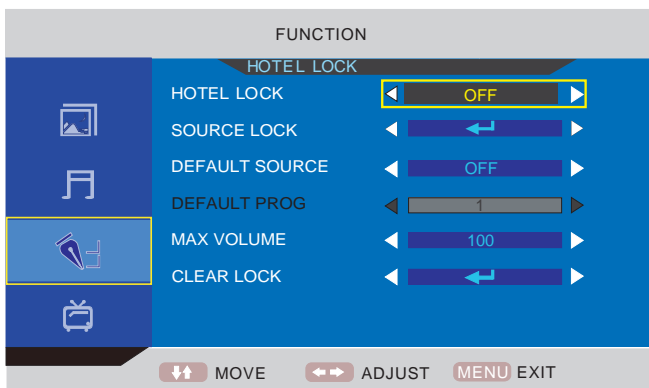 FUNCTION
HOTEL LOCK
HOTEL LOCK OFF
SOURCE LOCK
DEFAULT SOURCE OFF
DEFAULT PROG 1
MAX VOLUME 100
CLEAR LOCK
MOVE ADJUST MENU EXIT